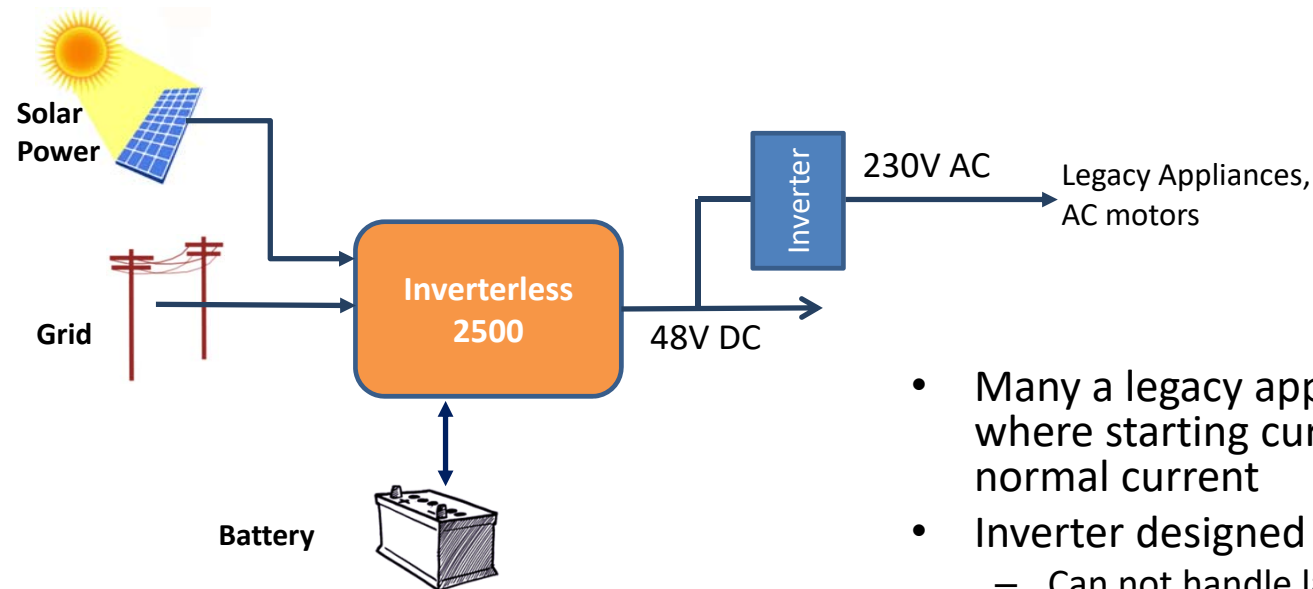 Solar
Power
Grid
Battery
Inverterless
2500
48V DC
Inverter
230V AC
Legacy Appliances,
AC motors
• Many a legacy app
where starting cur
normal current
• Inverter designed
– Can not handle la